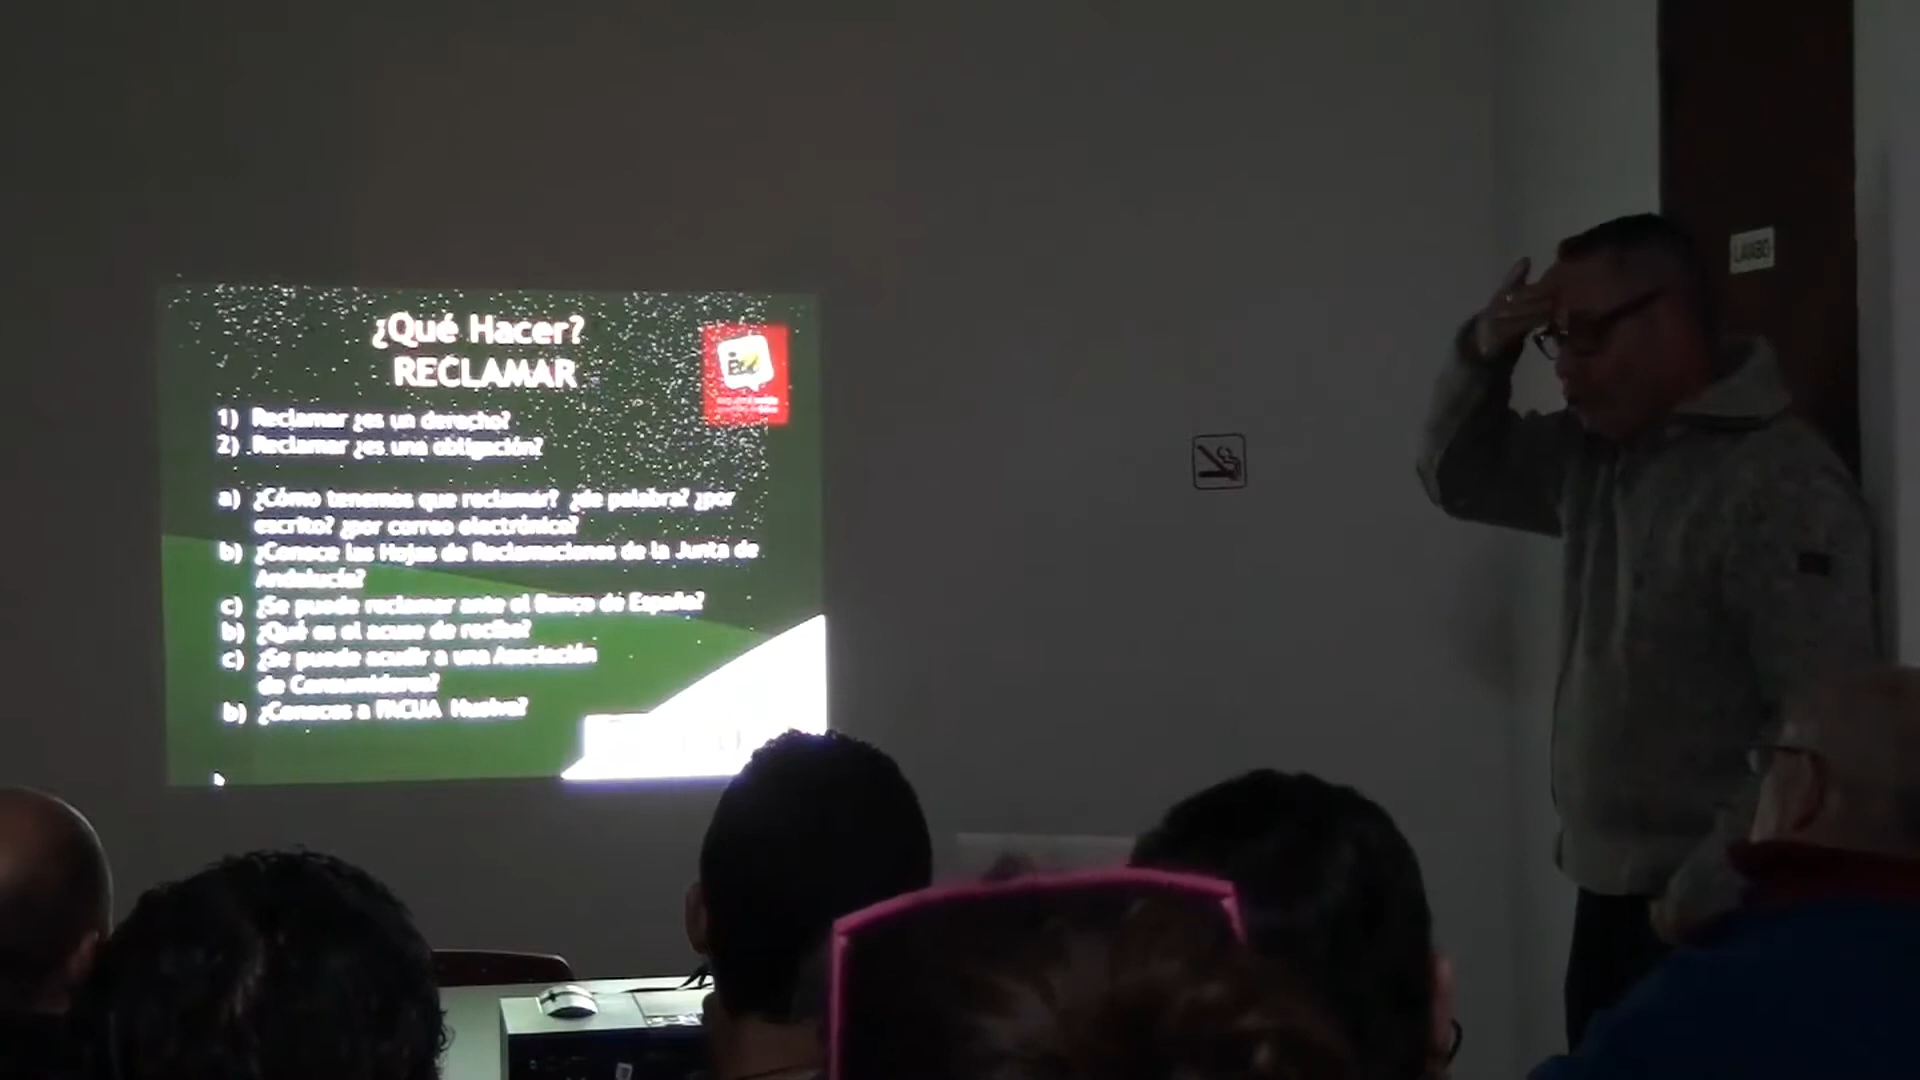 ¿Qué Hacer?
RECLAMAR
1) Reclamar ¿es un derecho?
2) Reclamar ¿es una obligación?
a) ¿Cómo tenemos que reclamar? ¿de palabra? ¿por
escrito? ¿por correo electrónico?
b) ¿Conoce las Hojas de Reclamaciones de la Junta de
Andalucía?
c) ¿Se puede reclamar ante el Banco de España?
b) ¿Qué es el acuse de recibo?
c) ¿Se puede acudir a una Asociación
de Consumidores?
b) ¿Conoces a FACUA Huelva?
LAVABO